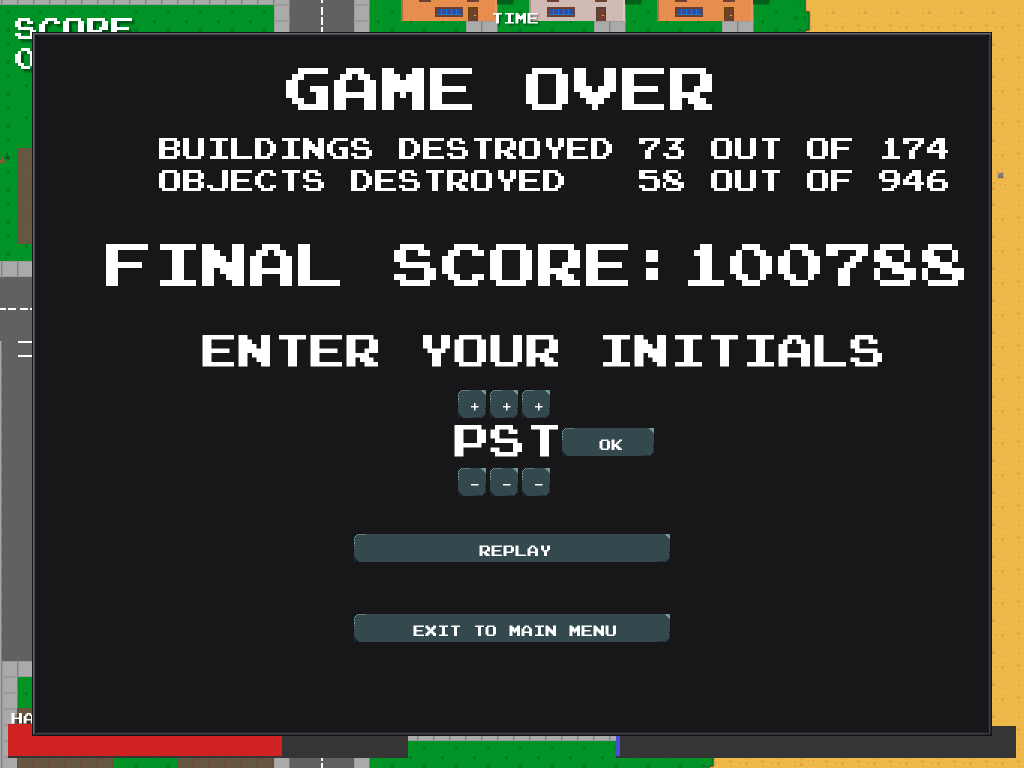 TIME
SCORE
GAME OVER
BUILDINGS DESTROYED 73 OUT OF 174
OBJECTS DESTROYED 58 OUT OF 946
FINAL SCORE:100788
ENTER YOUR INITIALS
+ + +
PST OK
- - -
REPLAY
EXIT TO MAIN MENU